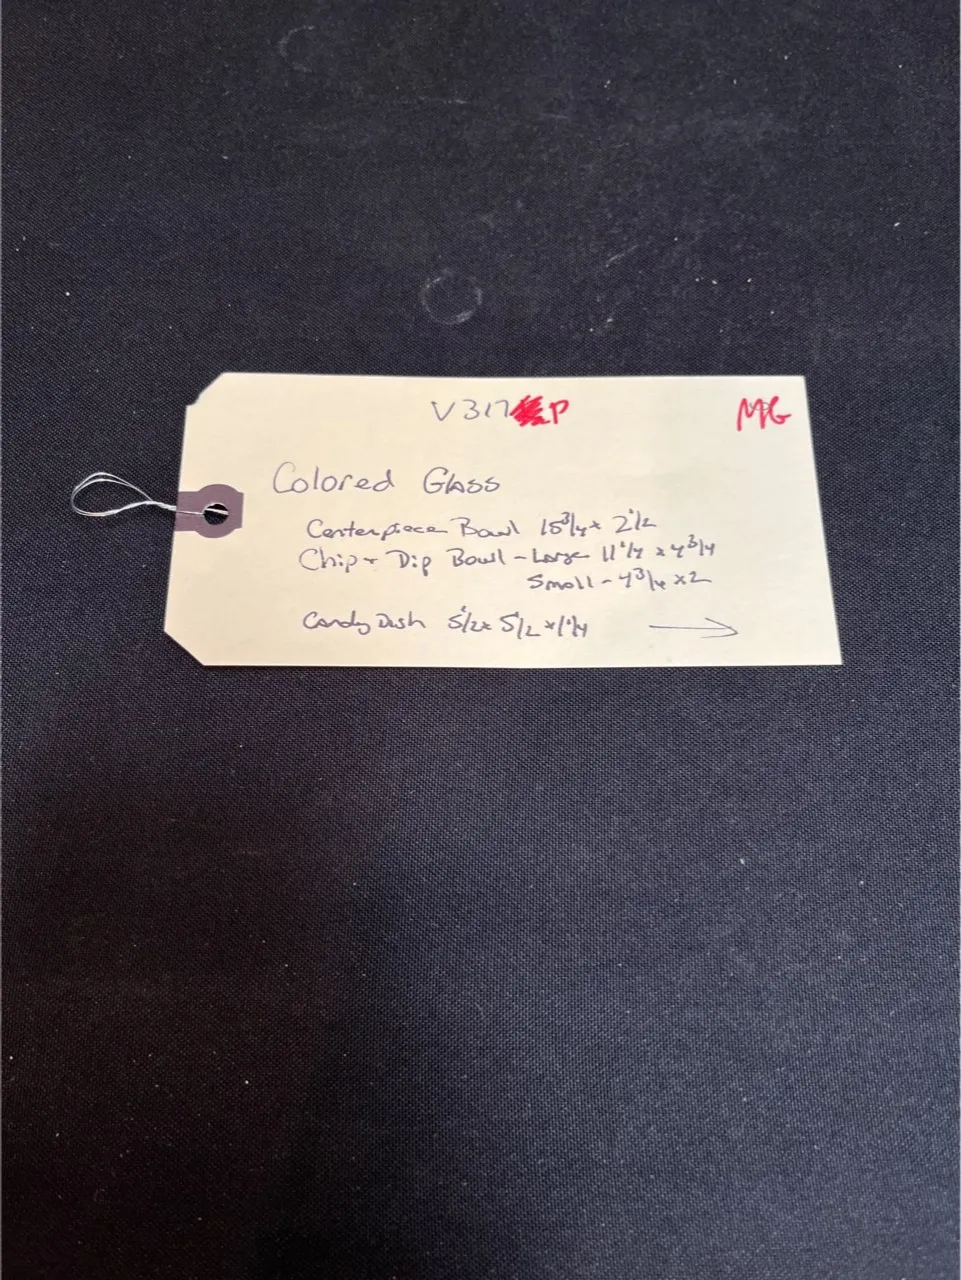 V317 P
MG
Colored Glass
Centerpiece Bowl 15 3/4 x 2 1/2
Chip + Dip Bowl - Large 11 1/4 x 4 3/4
Small - 4 3/4 x 2
Candy Dish 5 1/2 x 5 1/2 x 1 1/4